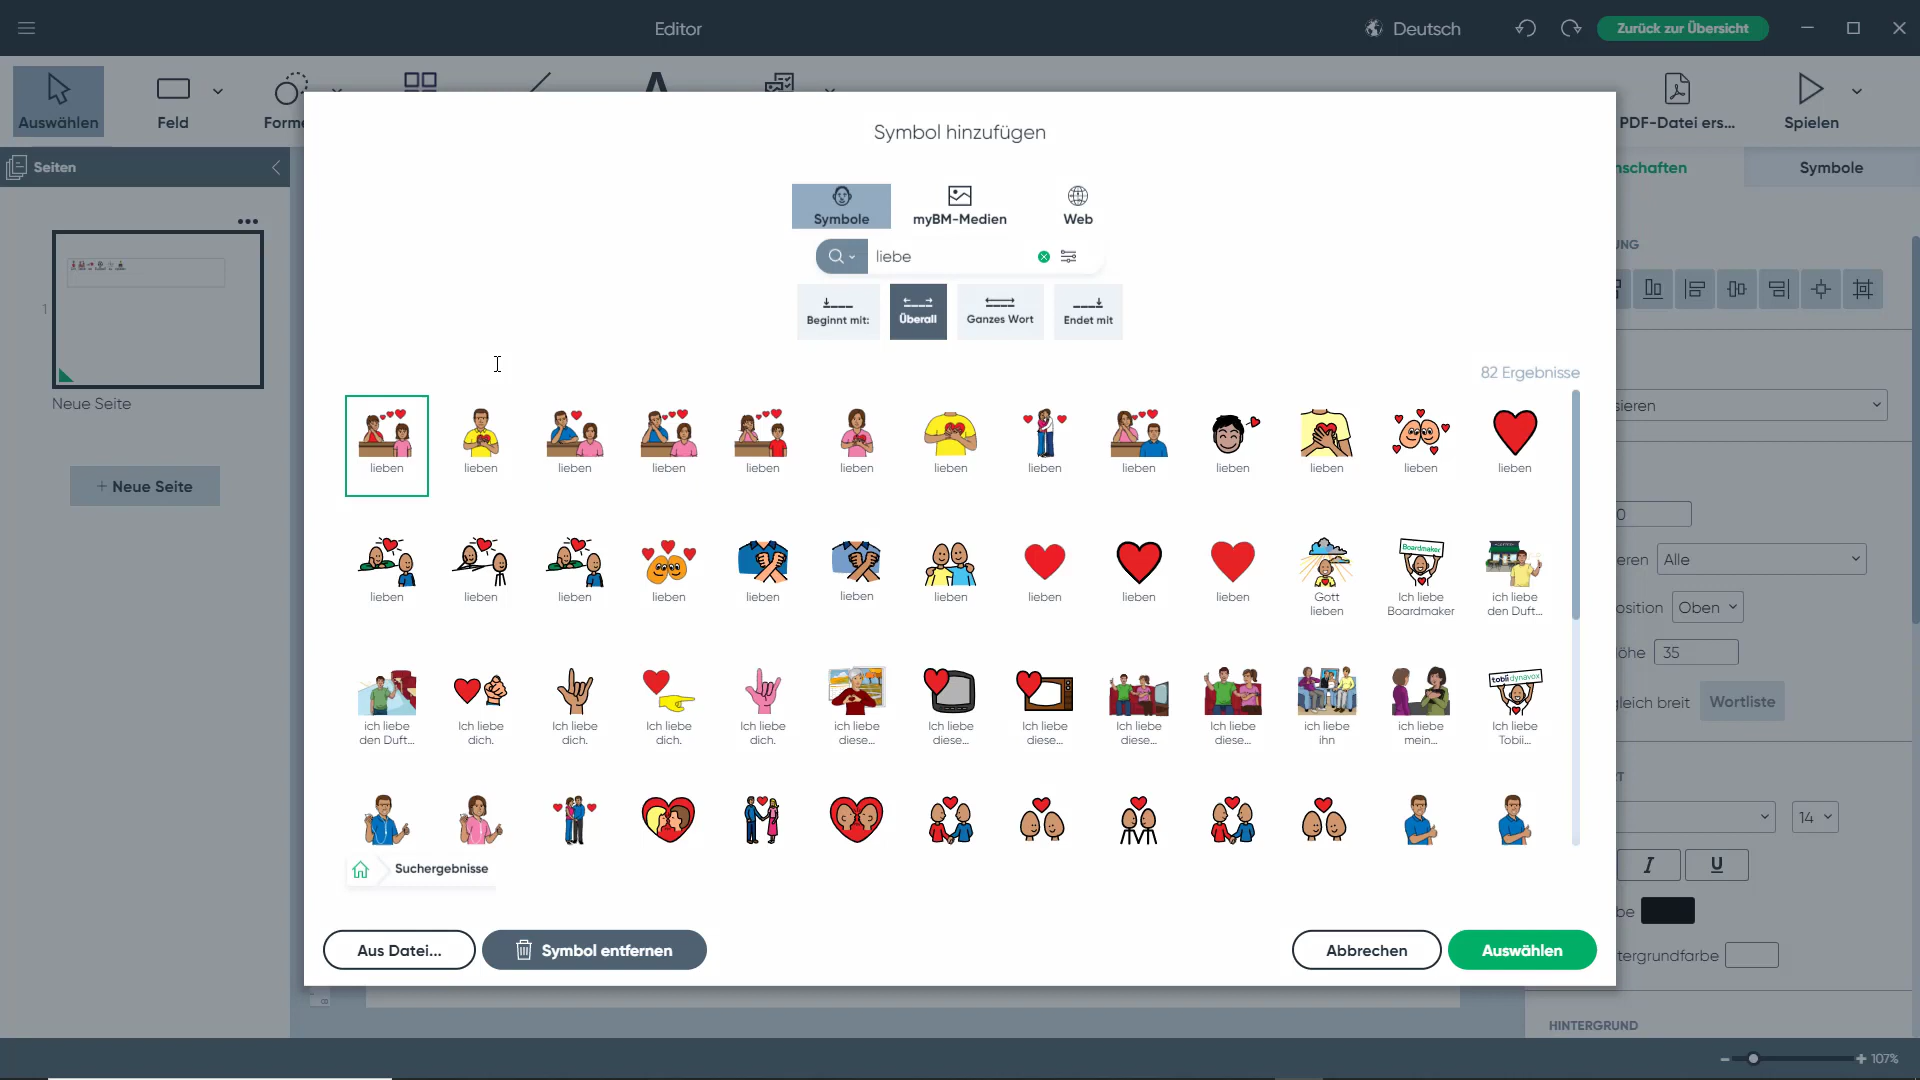 Editor
Deutsch
Zurück zur Übersicht
Auswählen
Feld
PDF-Datei ers...
Spielen
Seiten
Symbole
1
Neue Seite
+ Neue Seite
Symbol hinzufügen
Symbole
myBM-Medien
Web
liebe
Beginnt mit:
Überall
Ganzes Wort
Endet mit
82 Ergebnisse
lieben lieben lieben lieben lieben lieben lieben lieben lieben lieben lieben lieben lieben
Boardmaker
lieben lieben lieben lieben lieben lieben lieben lieben lieben lieben Gott Ich liebe ich liebe
lieben Boardmaker den Duft...
tobii dynavox
ich liebe Ich liebe Ich liebe Ich liebe Ich liebe ich liebe Ich liebe Ich liebe Ich liebe Ich liebe ich liebe ich liebe Ich liebe
den Duft... dich. dich. dich. dich. diese... diese... diese... diese... diese... ihn mein... Tobii...
Suchergebnisse
Aus Datei...
Symbol entfernen
Abbrechen
Auswählen
Alle
Oben
35
gleich breit
Wortliste
14
I
U
HINTERGRUND
107%